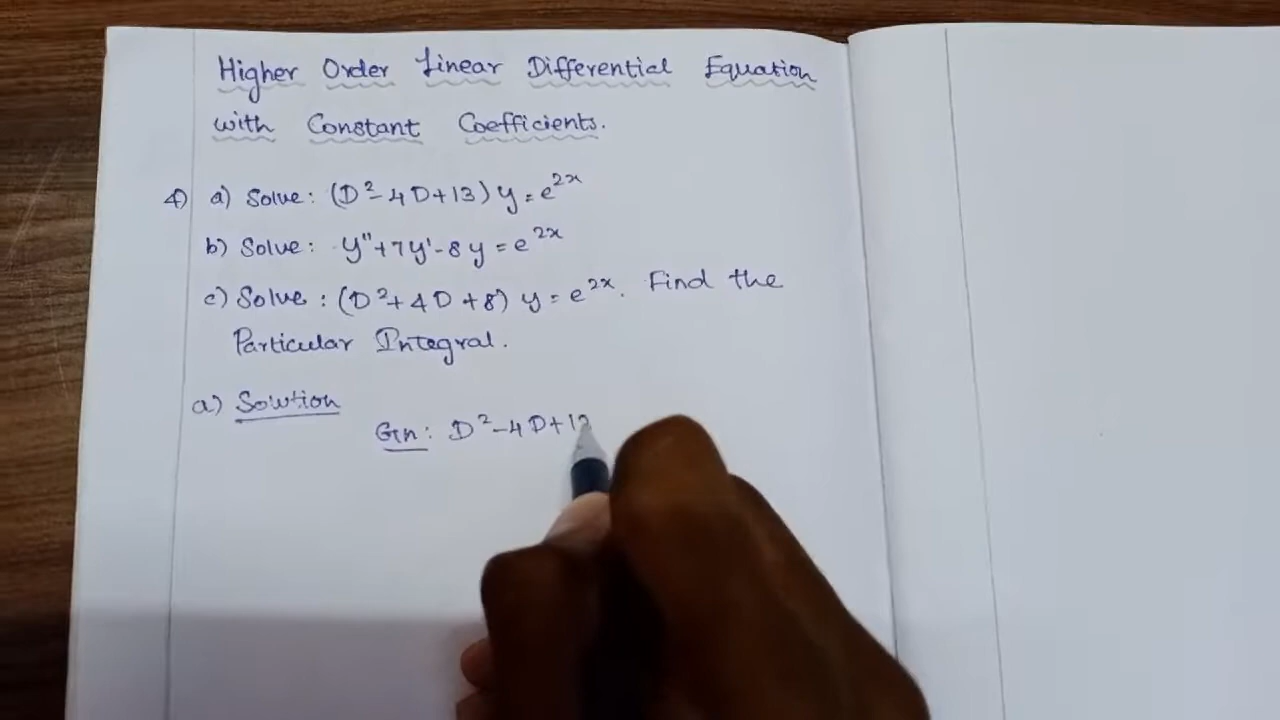 Higher Order Linear Differential Equation
with Constant Coefficients.
4) a) Solve: (D²-4D+13)y=e^2x
b) Solve: y"+7y'-8y=e^2x
c) Solve: (D²+4D+8)y=e^2x. Find the
Particular Integral.
a) Solution
Gn: D²-4D+13